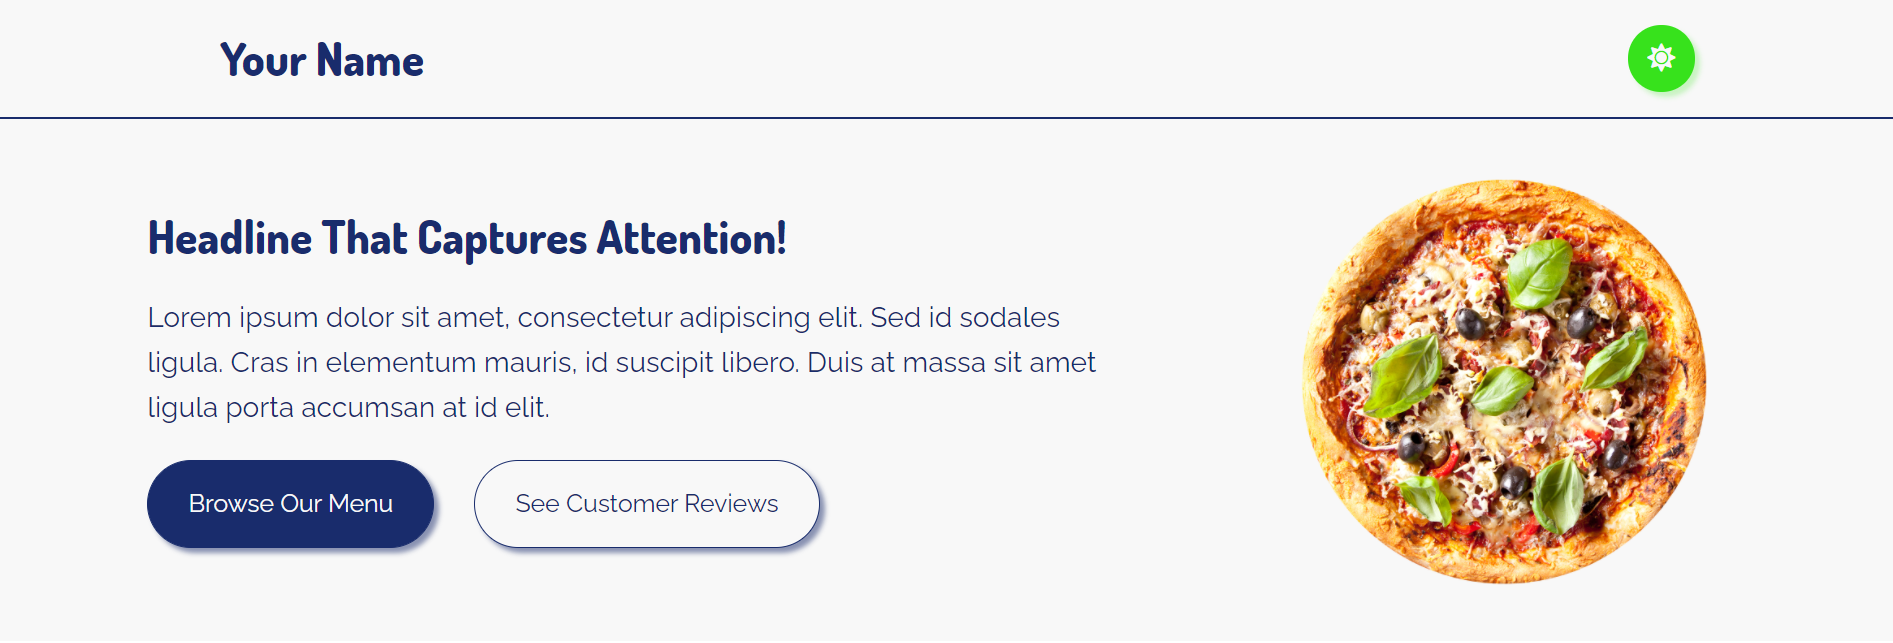 Your Name
Headline That Captures Attention!
Lorem ipsum dolor sit amet, consectetur adipiscing elit. Sed id sodales
ligula. Cras in elementum mauris, id suscipit libero. Duis at massa sit amet
ligula porta accumsan at id elit.
Browse Our Menu
See Customer Reviews